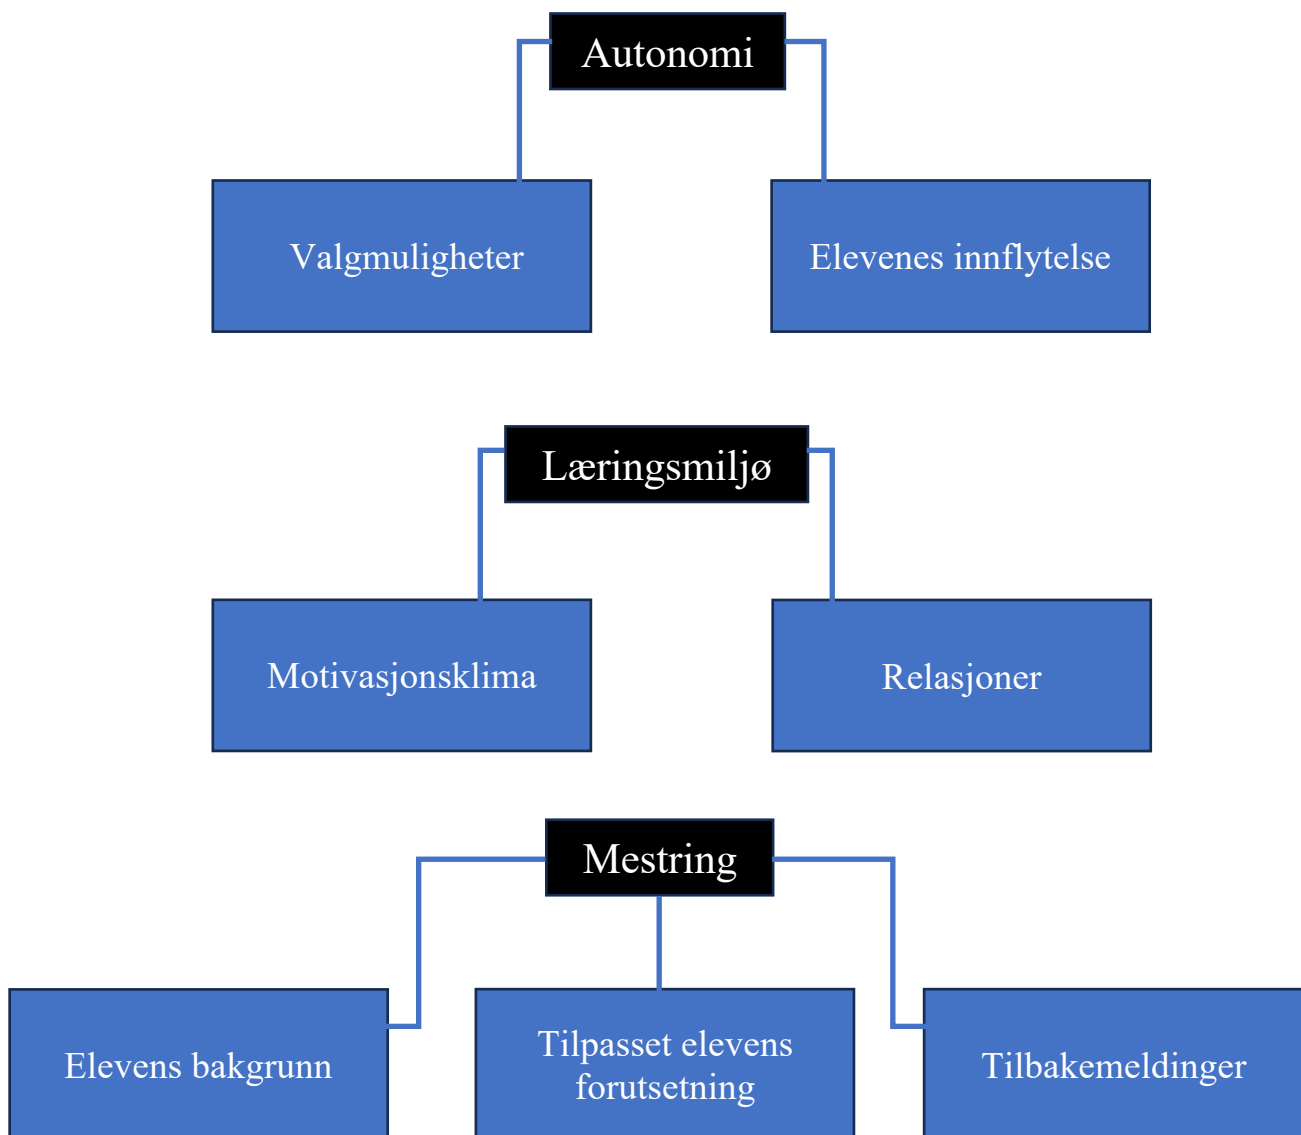 Autonomi
Valgmuligheter
Elevenes innflytelse
Læringsmiljø
Motivasjonsklima
Relasjoner
Mestring
Elevens bakgrunn
Tilpasset elevens
forutsetning
Tilbakemeldinger